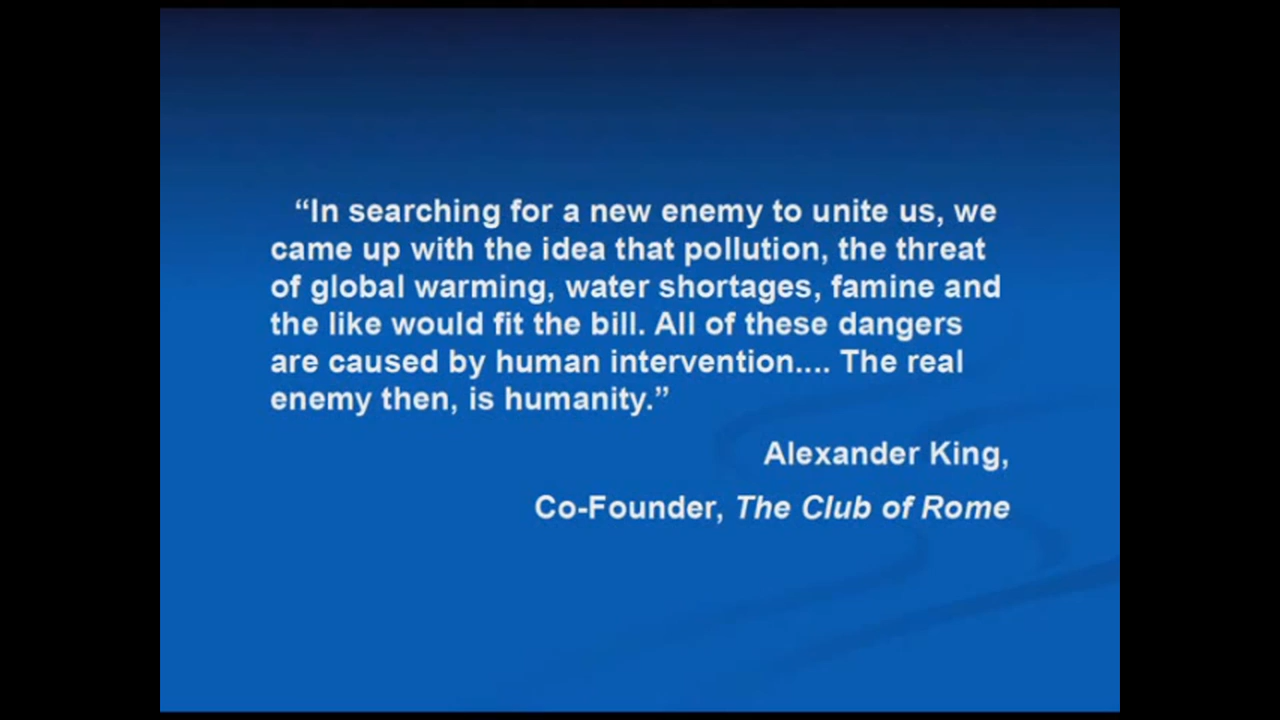 “In searching for a new enemy to unite us, we
came up with the idea that pollution, the threat
of global warming, water shortages, famine and
the like would fit the bill. All of these dangers
are caused by human intervention.... The real
enemy then, is humanity.”
Alexander King,
Co-Founder, The Club of Rome